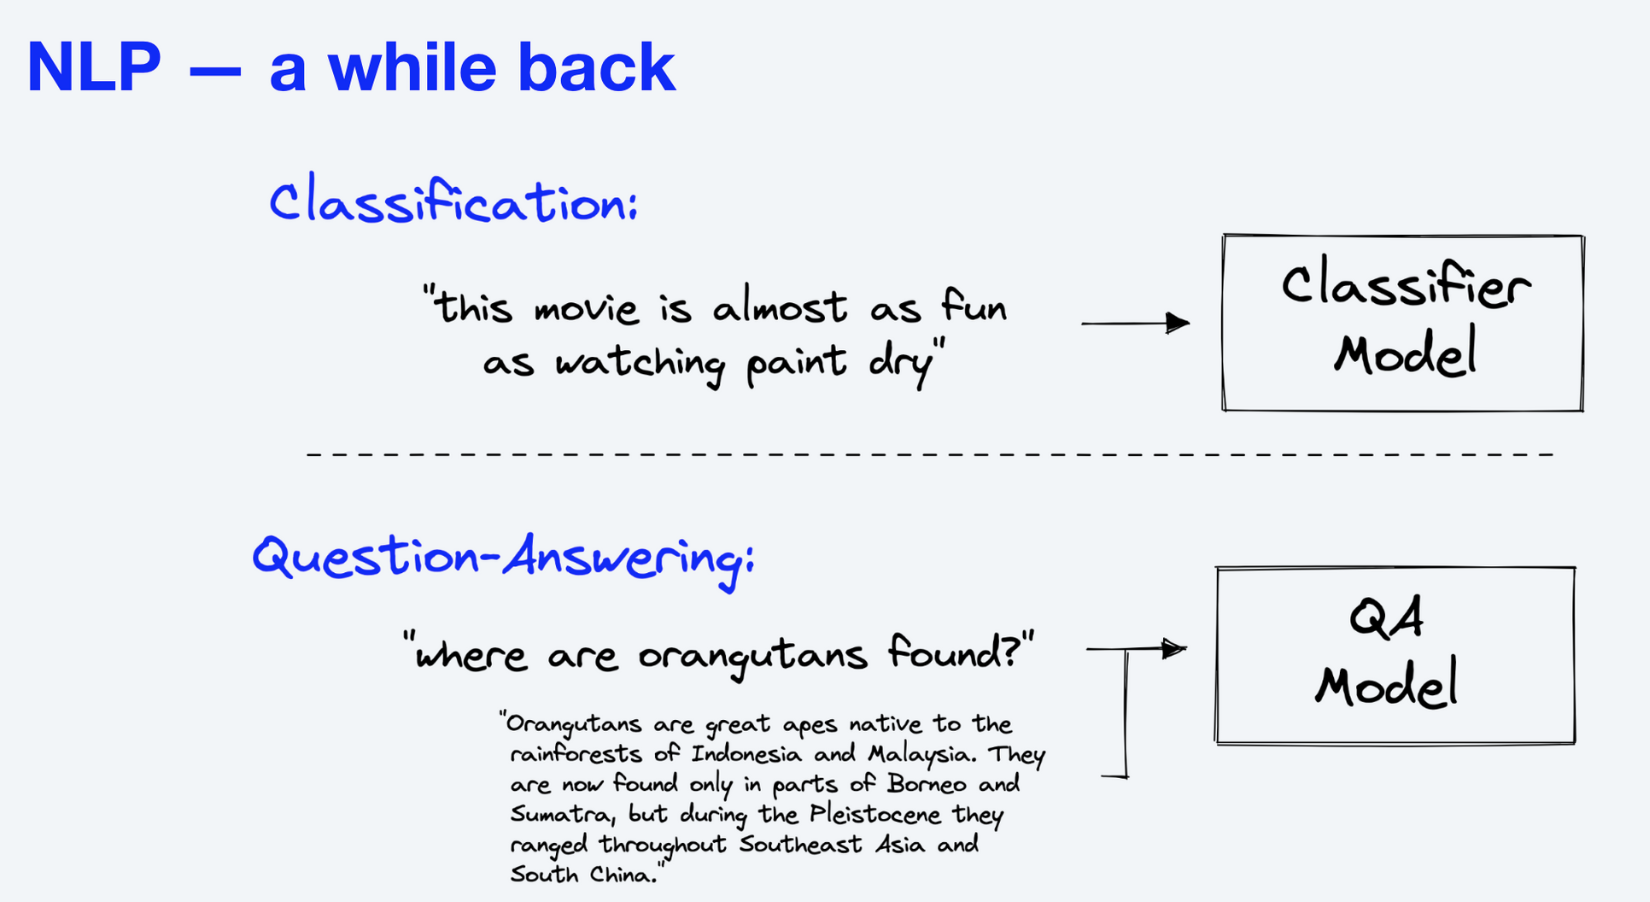 NLP — a while back
Classification:
"this movie is almost as fun
as watching paint dry"
Classifier
Model
Question-Answering:
"where are orangutans found?"
QA
Model
"Orangutans are great apes native to the
rainforests of Indonesia and Malaysia. They
are now found only in parts of Borneo and
Sumatra, but during the Pleistocene they
ranged throughout Southeast Asia and
South China."